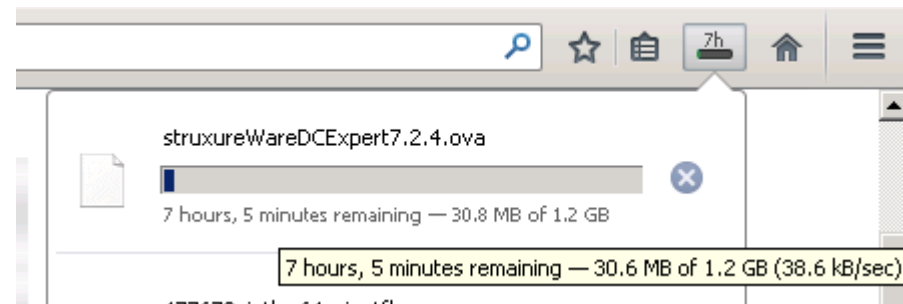 7h
struxureWareDCExpert7.2.4.ova
7 hours, 5 minutes remaining — 30.8 MB of 1.2 GB
7 hours, 5 minutes remaining — 30.6 MB of 1.2 GB (38.6 kB/sec)